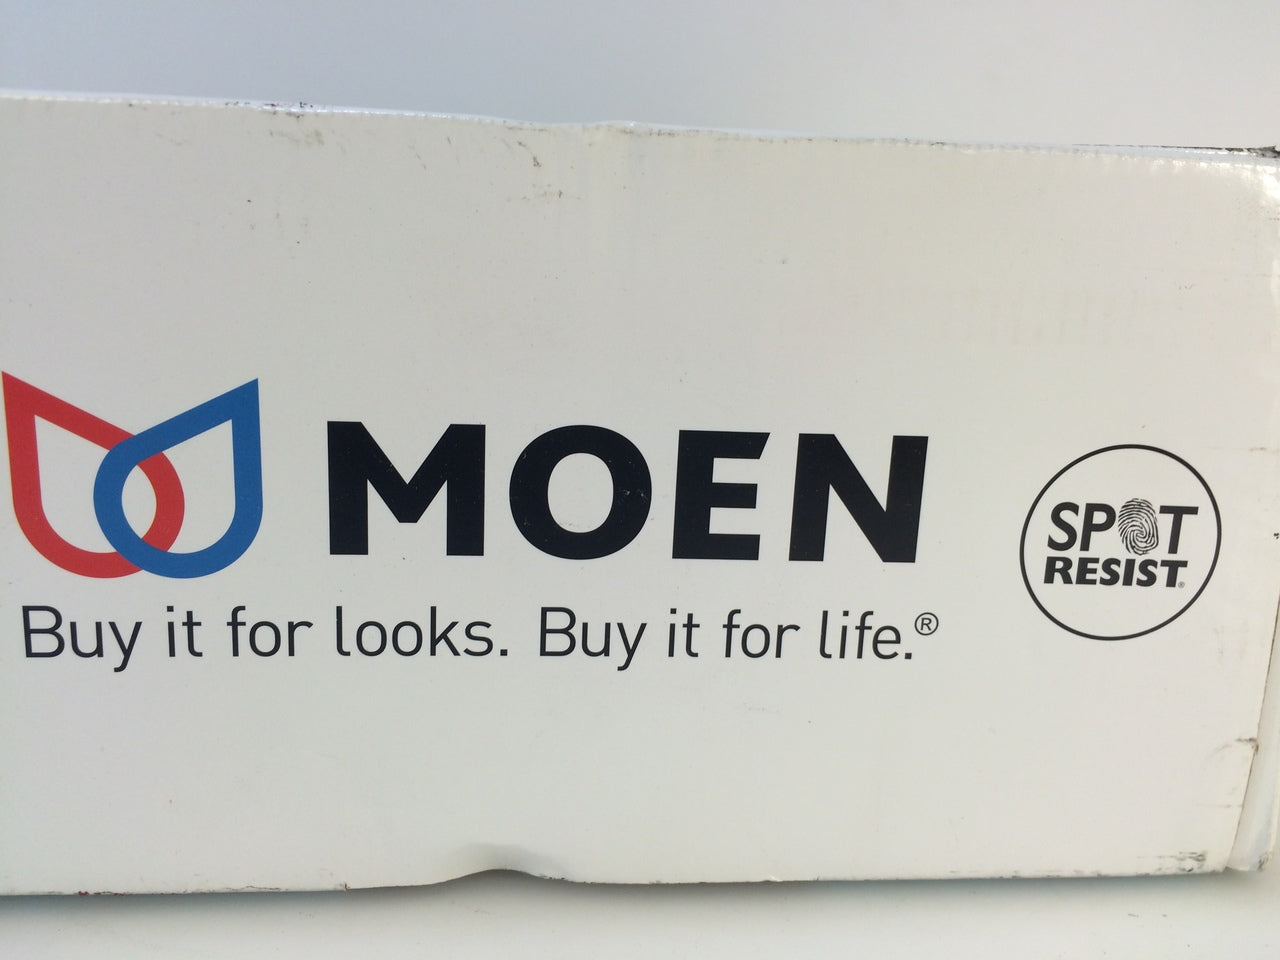 MOEN
Buy it for looks. Buy it for life.®
SPOT
RESIST®